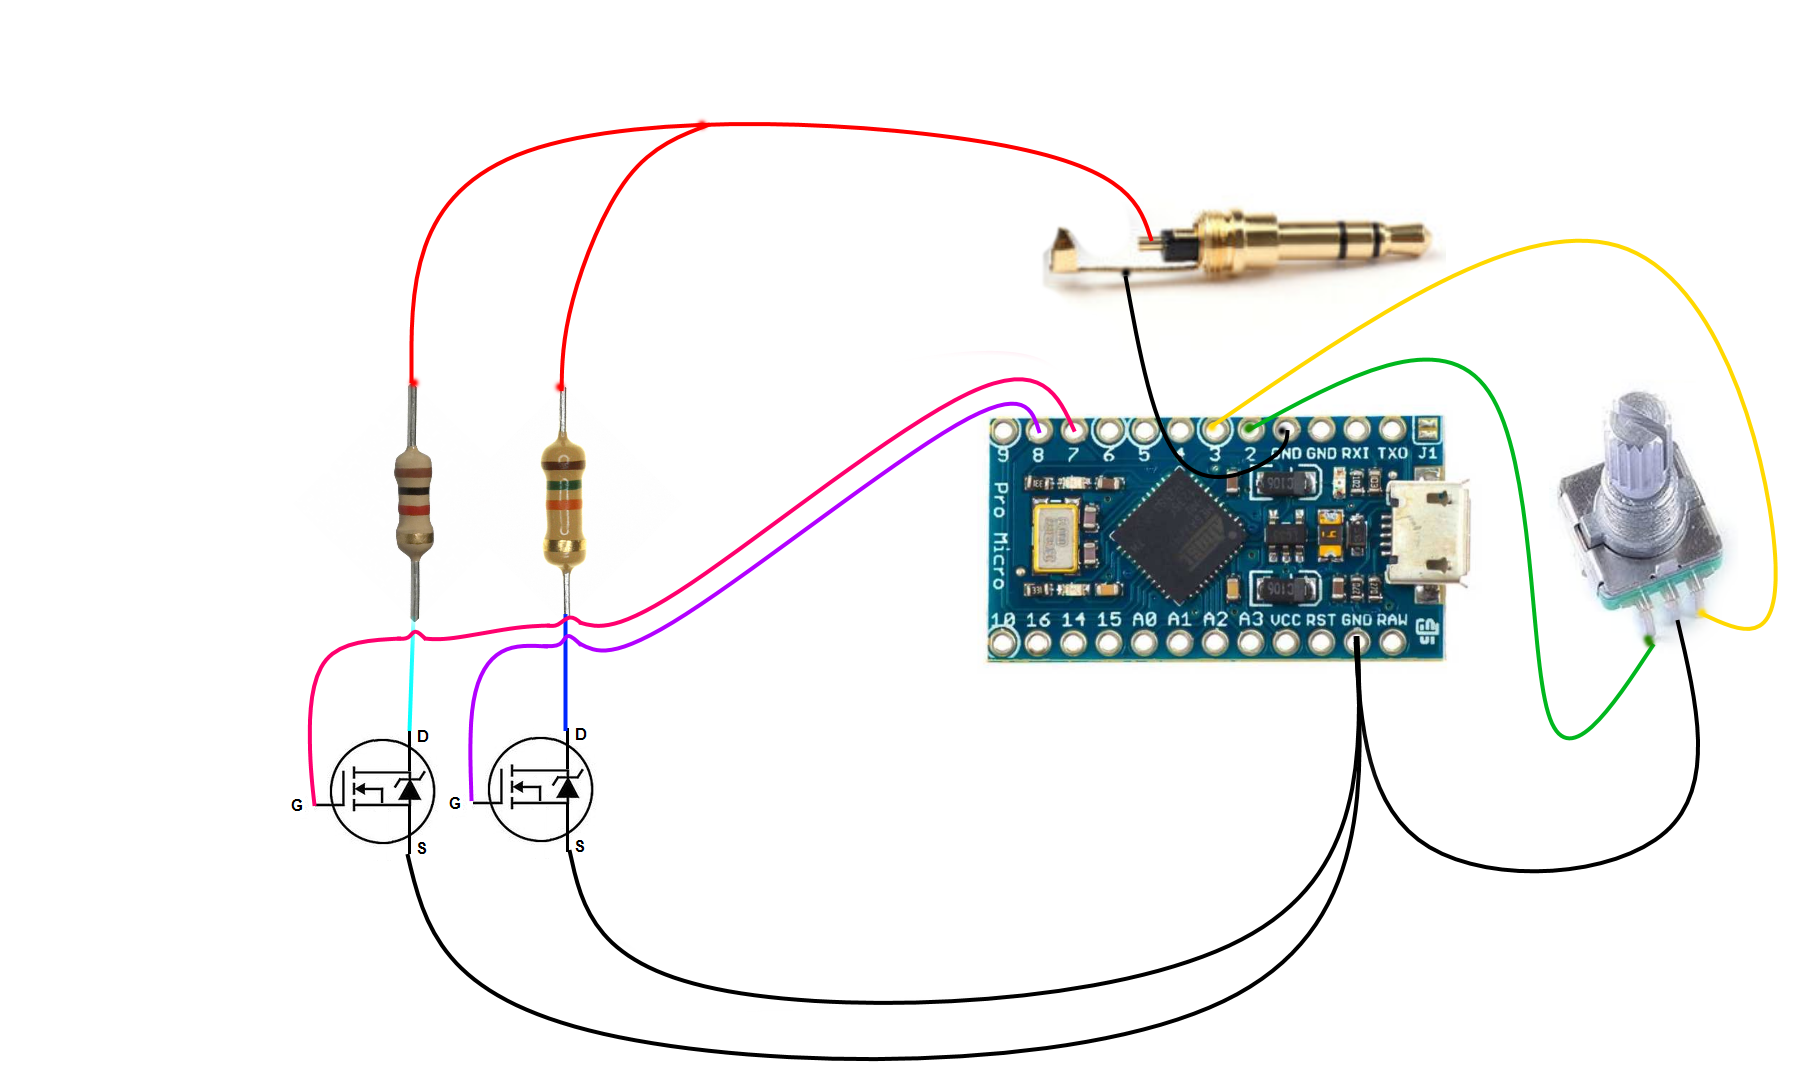 9 8 7 6 5 4 3 2 GND GND RXI TXO J1
Pro Micro
10 16 14 15 A0 A1 A2 A3 VCC RST GND RAW
D
D
G
G
S
S